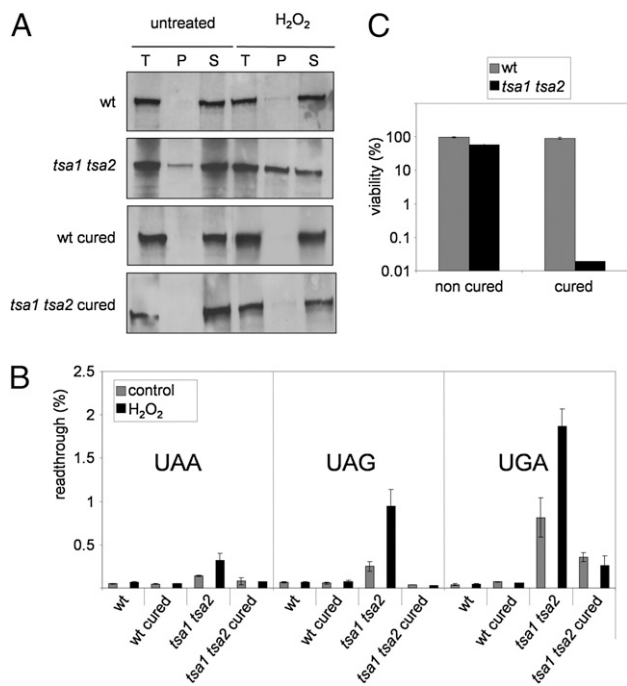 A
untreated H₂O₂
T P S T P S
wt
tsa1 tsa2
wt cured
tsa1 tsa2 cured
C
wt
tsa1 tsa2
viability (%)
100
10
1
0.1
0.01
non cured cured
B
control
H₂O₂
readthrough (%)
2.5
2
1.5
1
0.5
0
UAA UAG UGA
wt wt cured tsa1 tsa2 tsa1 tsa2 cured wt wt cured tsa1 tsa2 tsa1 tsa2 cured wt wt cured tsa1 tsa2 tsa1 tsa2 cured